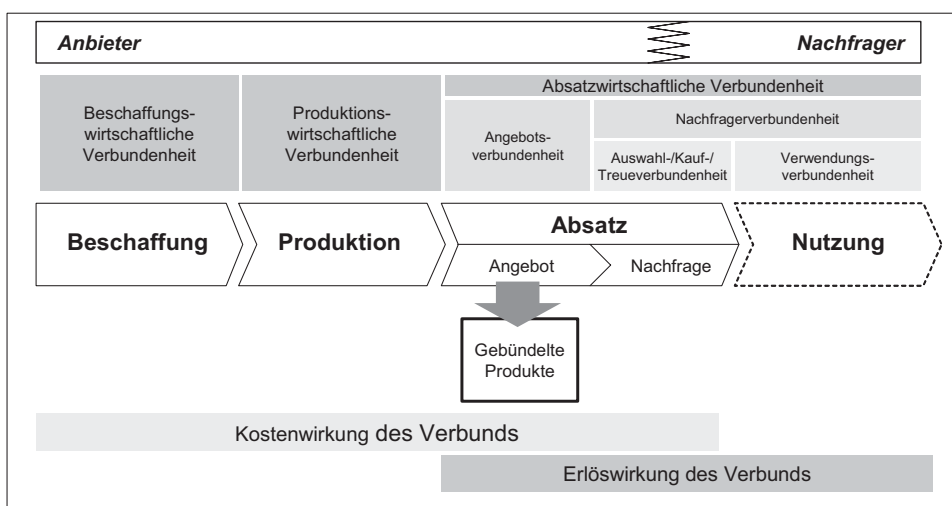 Anbieter
Nachfrager
Beschaffungs-
wirtschaftliche
Verbundenheit
Produktions-
wirtschaftliche
Verbundenheit
Absatzwirtschaftliche Verbundenheit
Angebots-
verbundenheit
Nachfragerverbundenheit
Auswahl-/Kauf-/
Treueverbundenheit
Verwendungs-
verbundenheit
Beschaffung
Produktion
Absatz
Angebot
Nachfrage
Nutzung
Gebündelte
Produkte
Kostenwirkung des Verbunds
Erlöswirkung des Verbunds